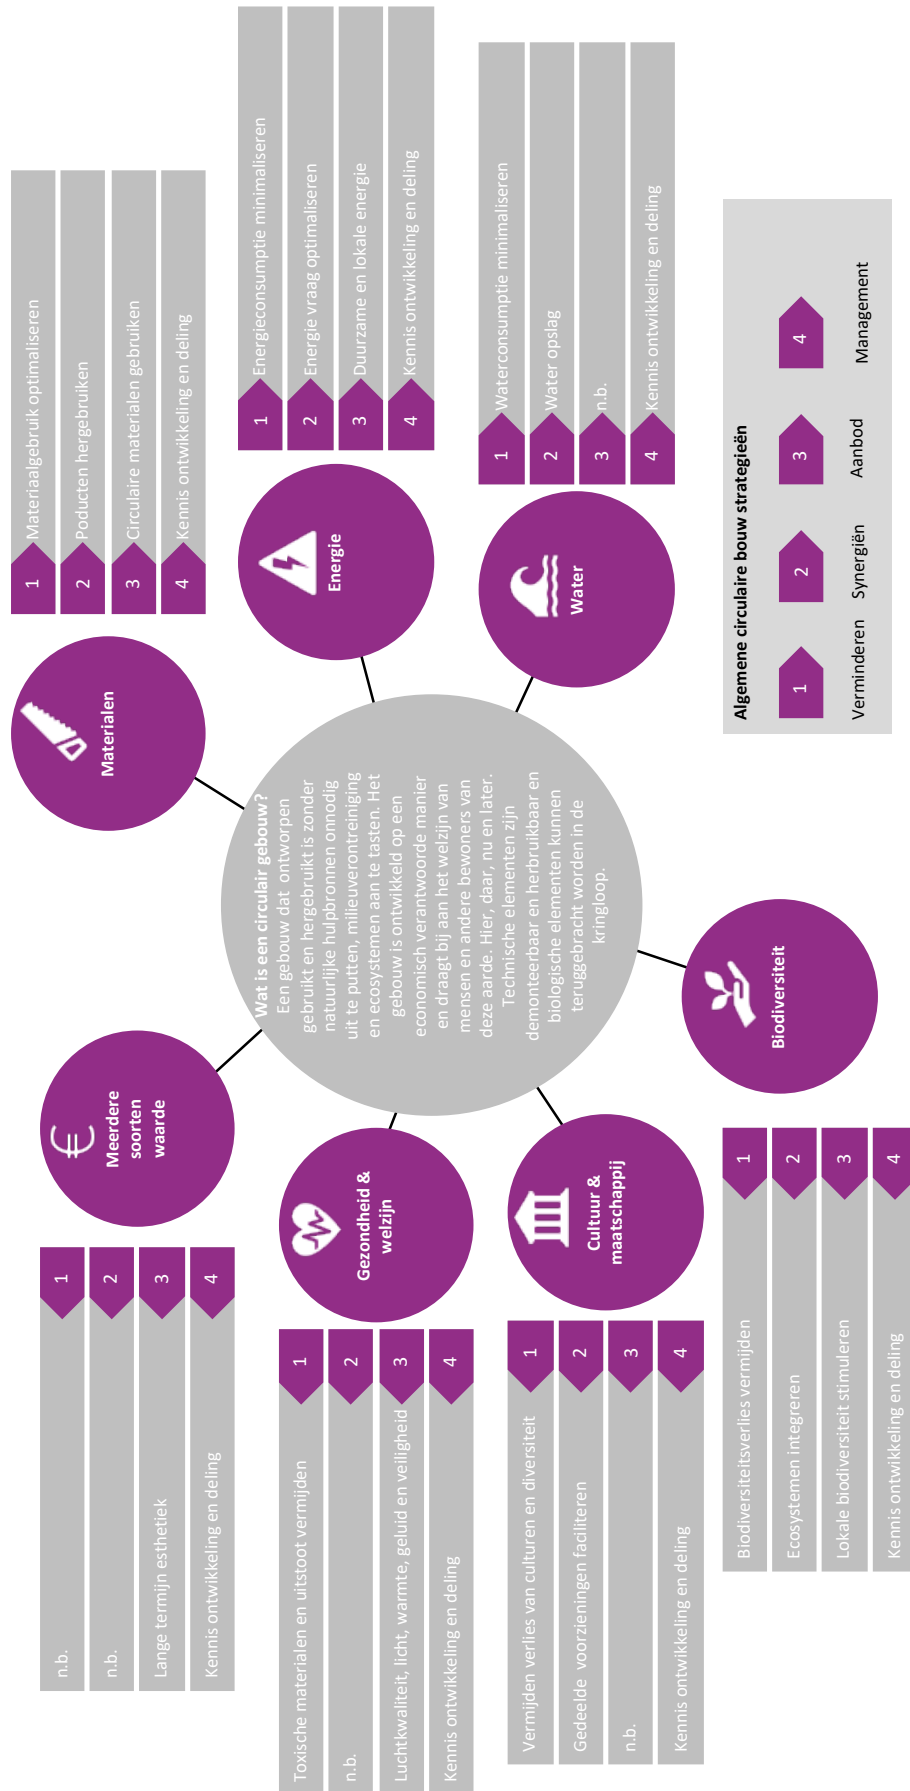 n.b.
1
n.b.
2
Lange termijn esthetiek
3
Kennis ontwikkeling en deling
4
Meerdere
soorten
waarde
Materialen
1
Materiaalgebruik optimaliseren
2
Poducten hergebruiken
3
Circulaire materialen gebruiken
4
Kennis ontwikkeling en deling
Toxische materialen en uitstoot vermijden
1
n.b.
2
Luchtkwaliteit, licht, warmte, geluid en veiligheid
3
Kennis ontwikkeling en deling
4
Gezondheid &
welzijn
Wat is een circulair gebouw?
Een gebouw dat ontworpen
gebruikt en hergebruikt is zonder
natuurlijke hulpbronnen onnodig
uit te putten, milieuverontreiniging
en ecosystemen aan te tasten. Het
gebouw is ontwikkeld op een
economisch verantwoorde manier
en draagt bij aan het welzijn van
mensen en andere bewoners van
deze aarde. Hier, daar, nu en later.
Technische elementen zijn
demonteerbaar en herbruikbaar en
biologische elementen kunnen
teruggebracht worden in de
kringloop.
Energie
1
Energieconsumptie minimaliseren
2
Energie vraag optimaliseren
3
Duurzame en lokale energie
4
Kennis ontwikkeling en deling
Vermijden verlies van culturen en diversiteit
1
Gedeelde voorzieningen faciliteren
2
n.b.
3
Kennis ontwikkeling en deling
4
Cultuur &
maatschappij
Water
1
Waterconsumptie minimaliseren
2
Water opslag
3
n.b.
4
Kennis ontwikkeling en deling
Biodiversiteitsverlies vermijden
1
Ecosystemen integreren
2
Lokale biodiversiteit stimuleren
3
Kennis ontwikkeling en deling
4
Biodiversiteit
Algemene circulaire bouw strategieën
1
2
3
4
Verminderen
Synergiën
Aanbod
Management